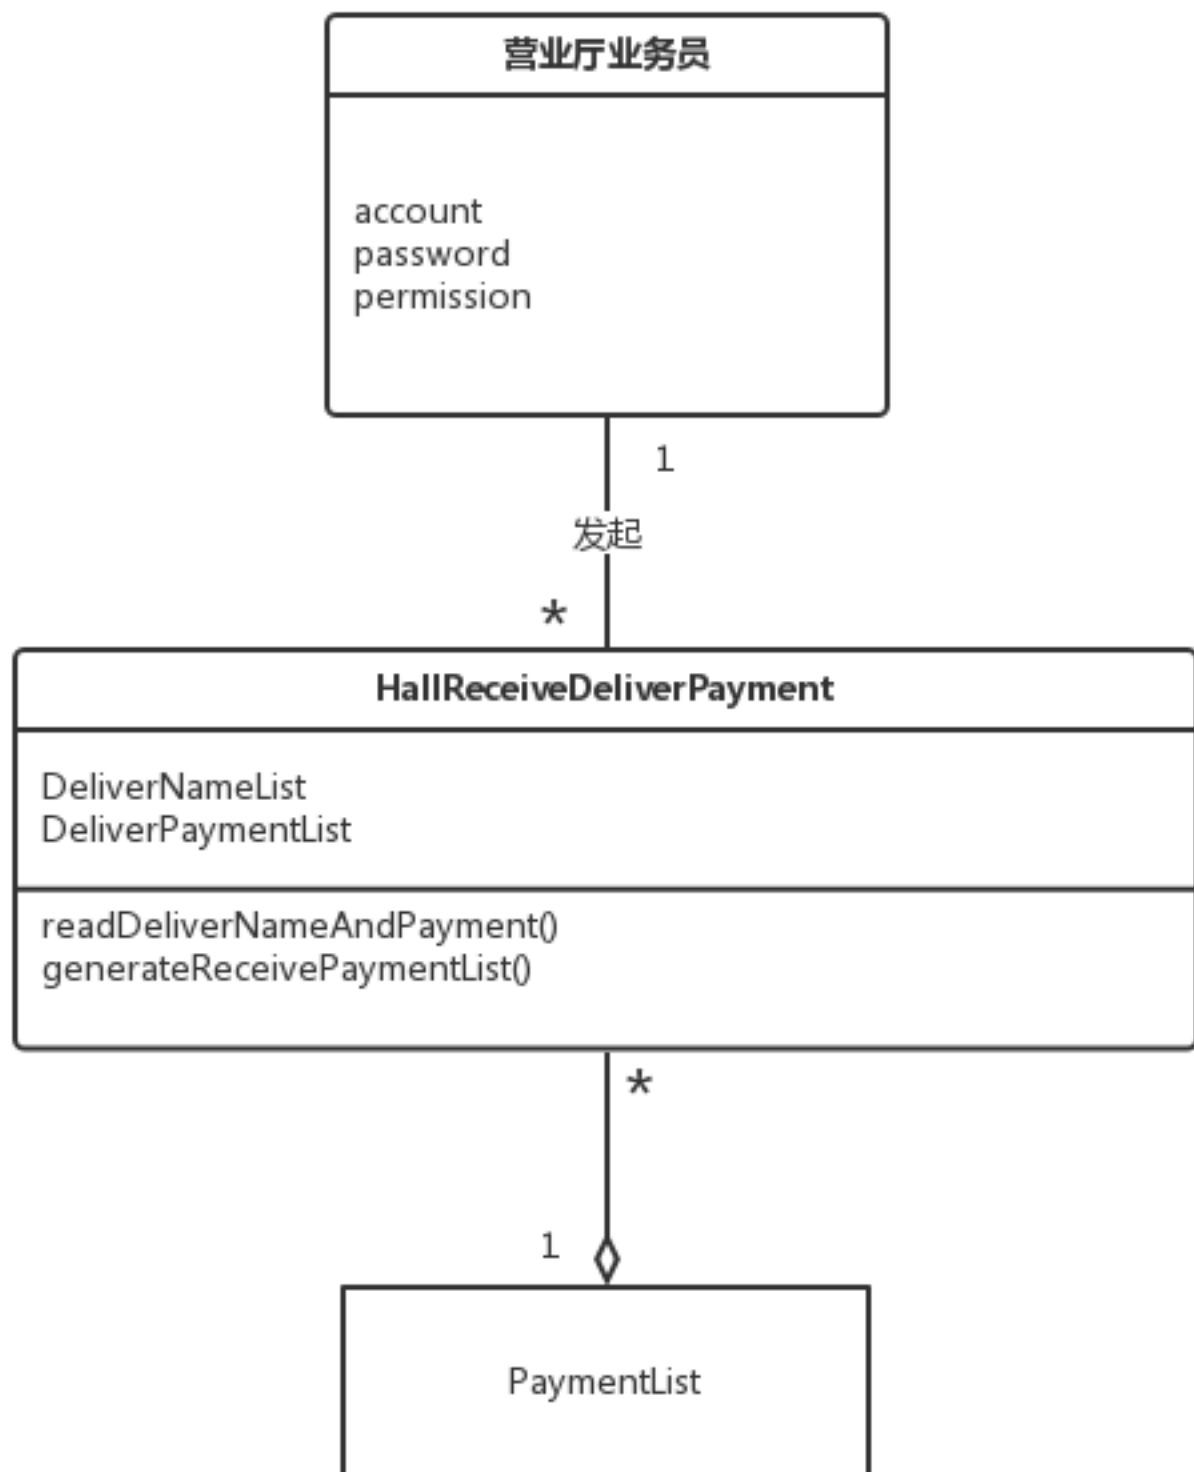 营业厅业务员
account
password
permission
1
发起
*
HallReceiveDeliverPayment
DeliverNameList
DeliverPaymentList
readDeliverNameAndPayment()
generateReceivePaymentList()
*
1
PaymentList